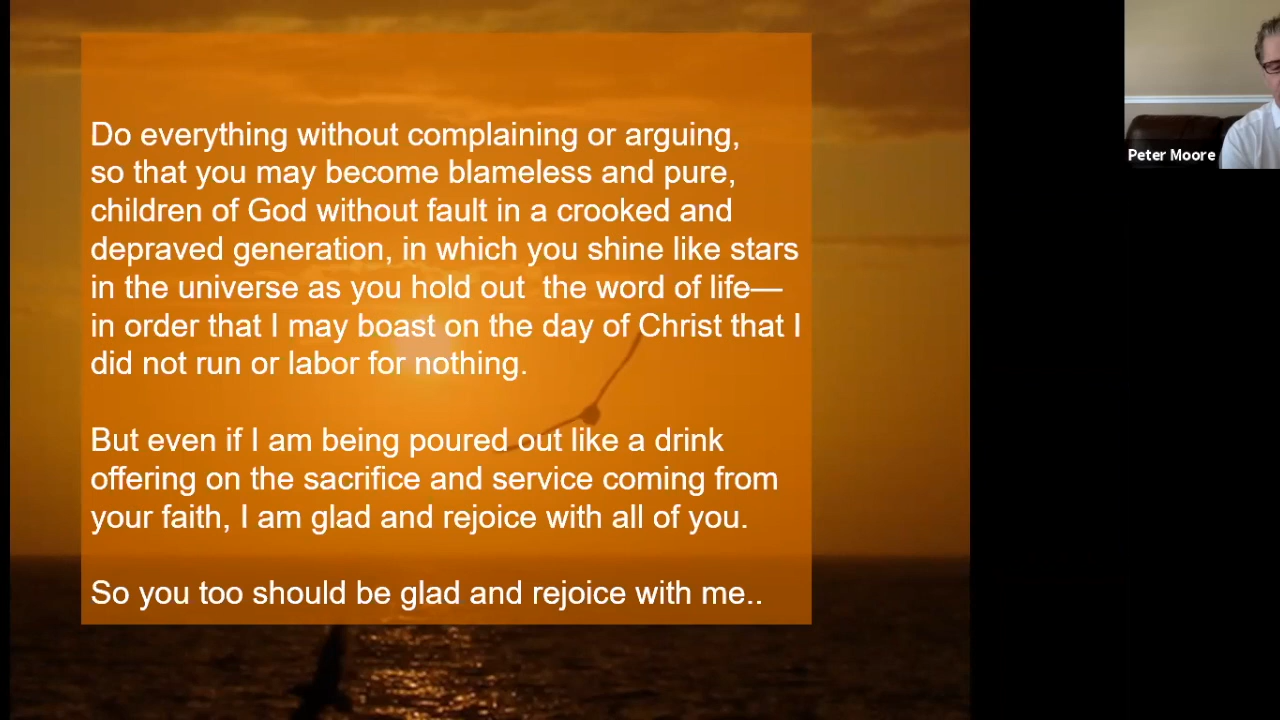 Do everything without complaining or arguing,
so that you may become blameless and pure,
children of God without fault in a crooked and
depraved generation, in which you shine like stars
in the universe as you hold out  the word of life—
in order that I may boast on the day of Christ that I
did not run or labor for nothing.
But even if I am being poured out like a drink
offering on the sacrifice and service coming from
your faith, I am glad and rejoice with all of you.
So you too should be glad and rejoice with me..
Peter Moore